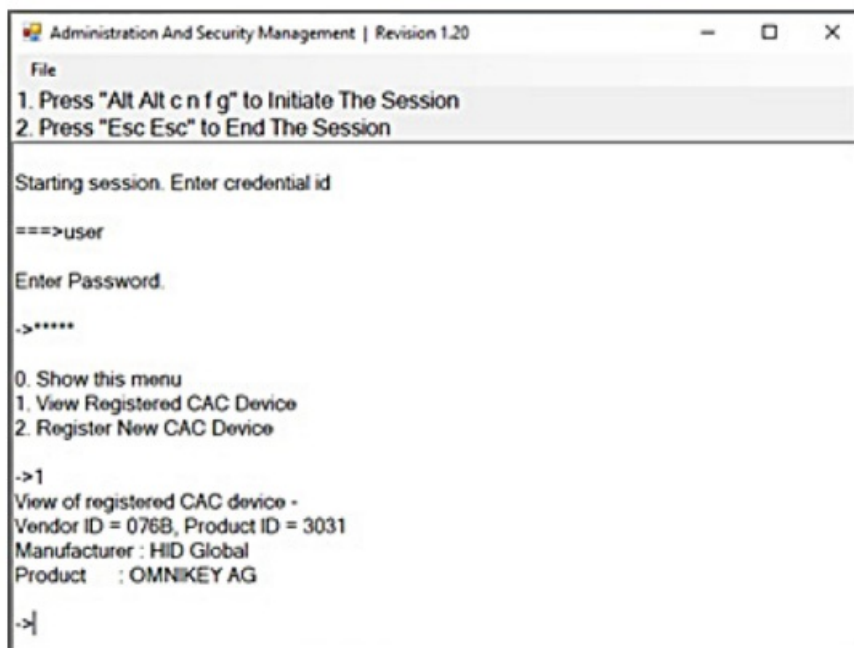 Administration And Security Management | Revision 1.20
File
1. Press "Alt Alt c n f g" to Initiate The Session
2. Press "Esc Esc" to End The Session
Starting session. Enter credential id
===>user
Enter Password.
->*****
0. Show this menu
1. View Registered CAC Device
2. Register New CAC Device
->1
View of registered CAC device -
Vendor ID = 076B, Product ID = 3031
Manufacturer : HID Global
Product : OMNIKEY AG
->